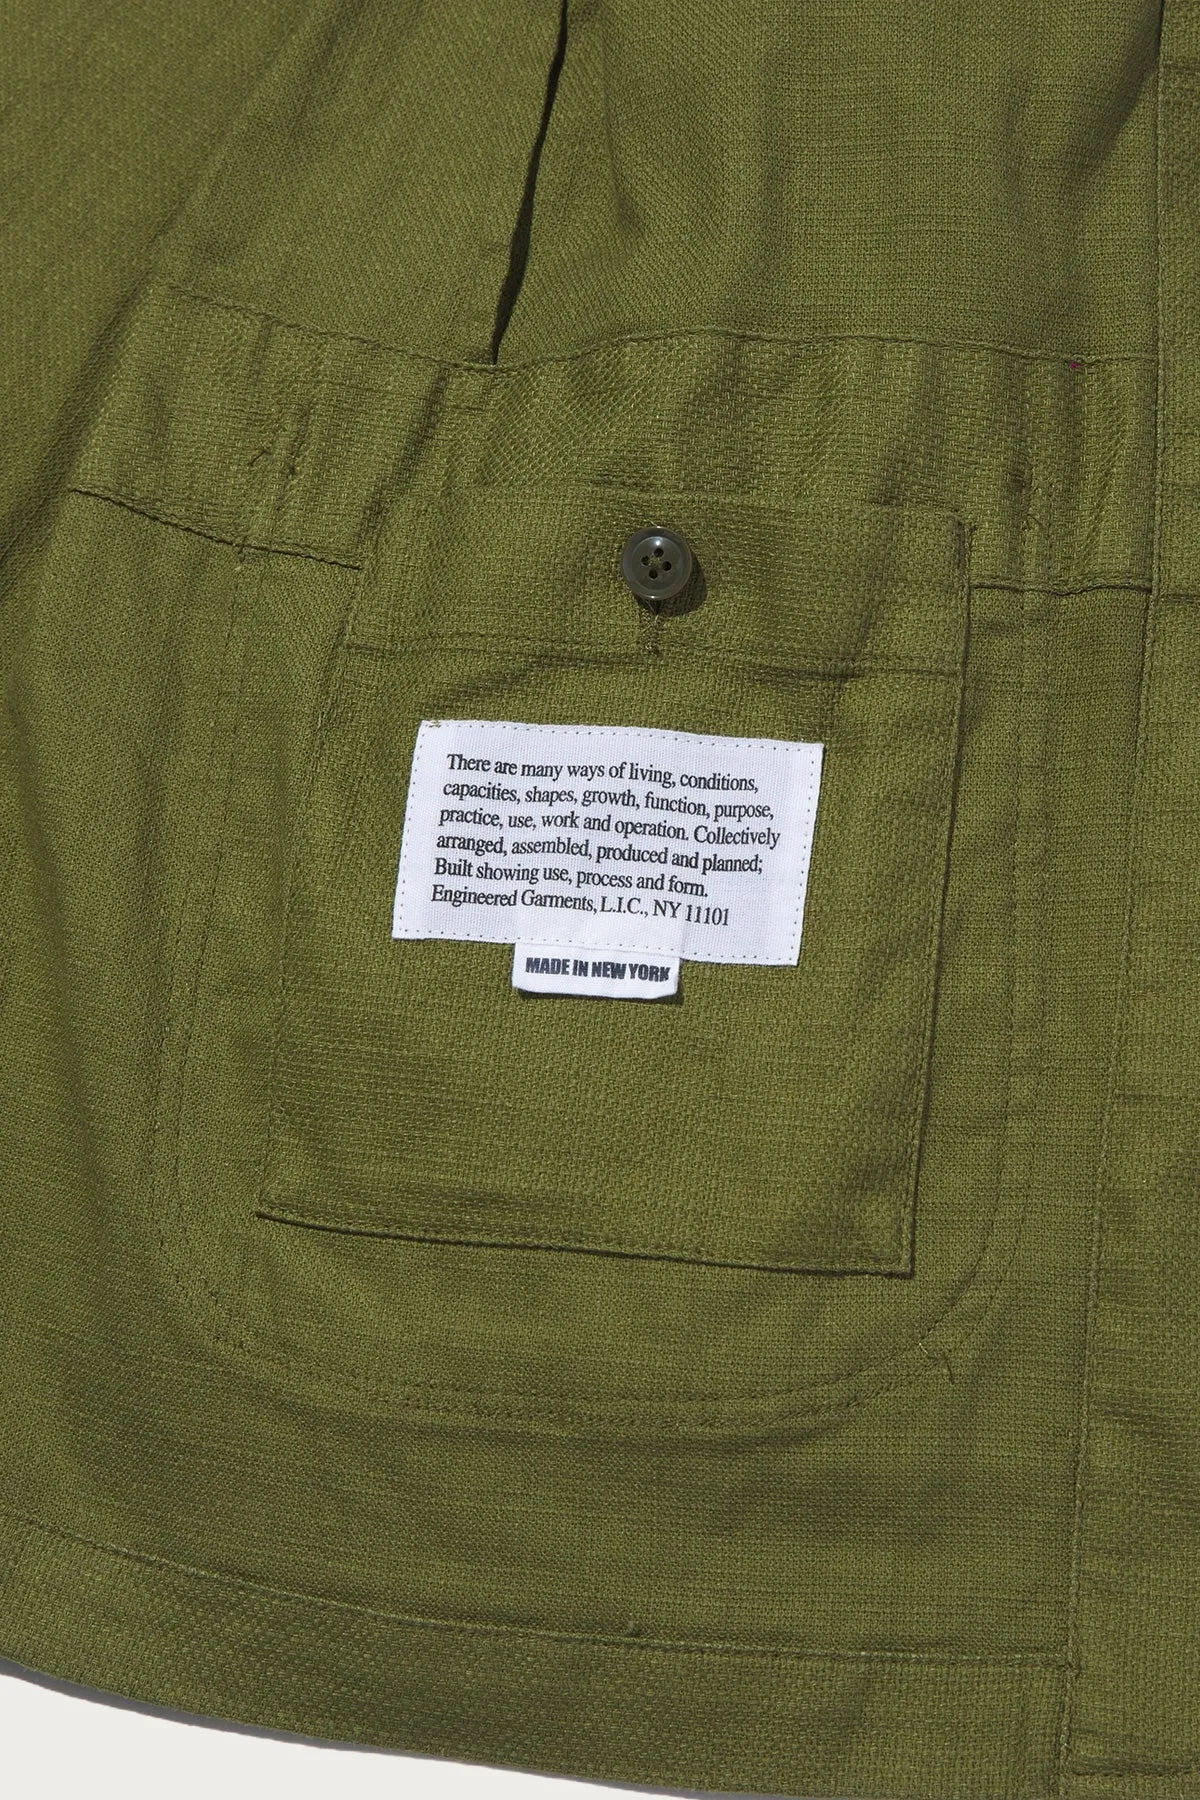 There are many ways of living, conditions,
capacities, shapes, growth, function, purpose,
practice, use, work and operation. Collectively
arranged, assembled, produced and planned;
Built showing use, process and form.
Engineered Garments, L.I.C., NY 11101
MADE IN NEW YORK